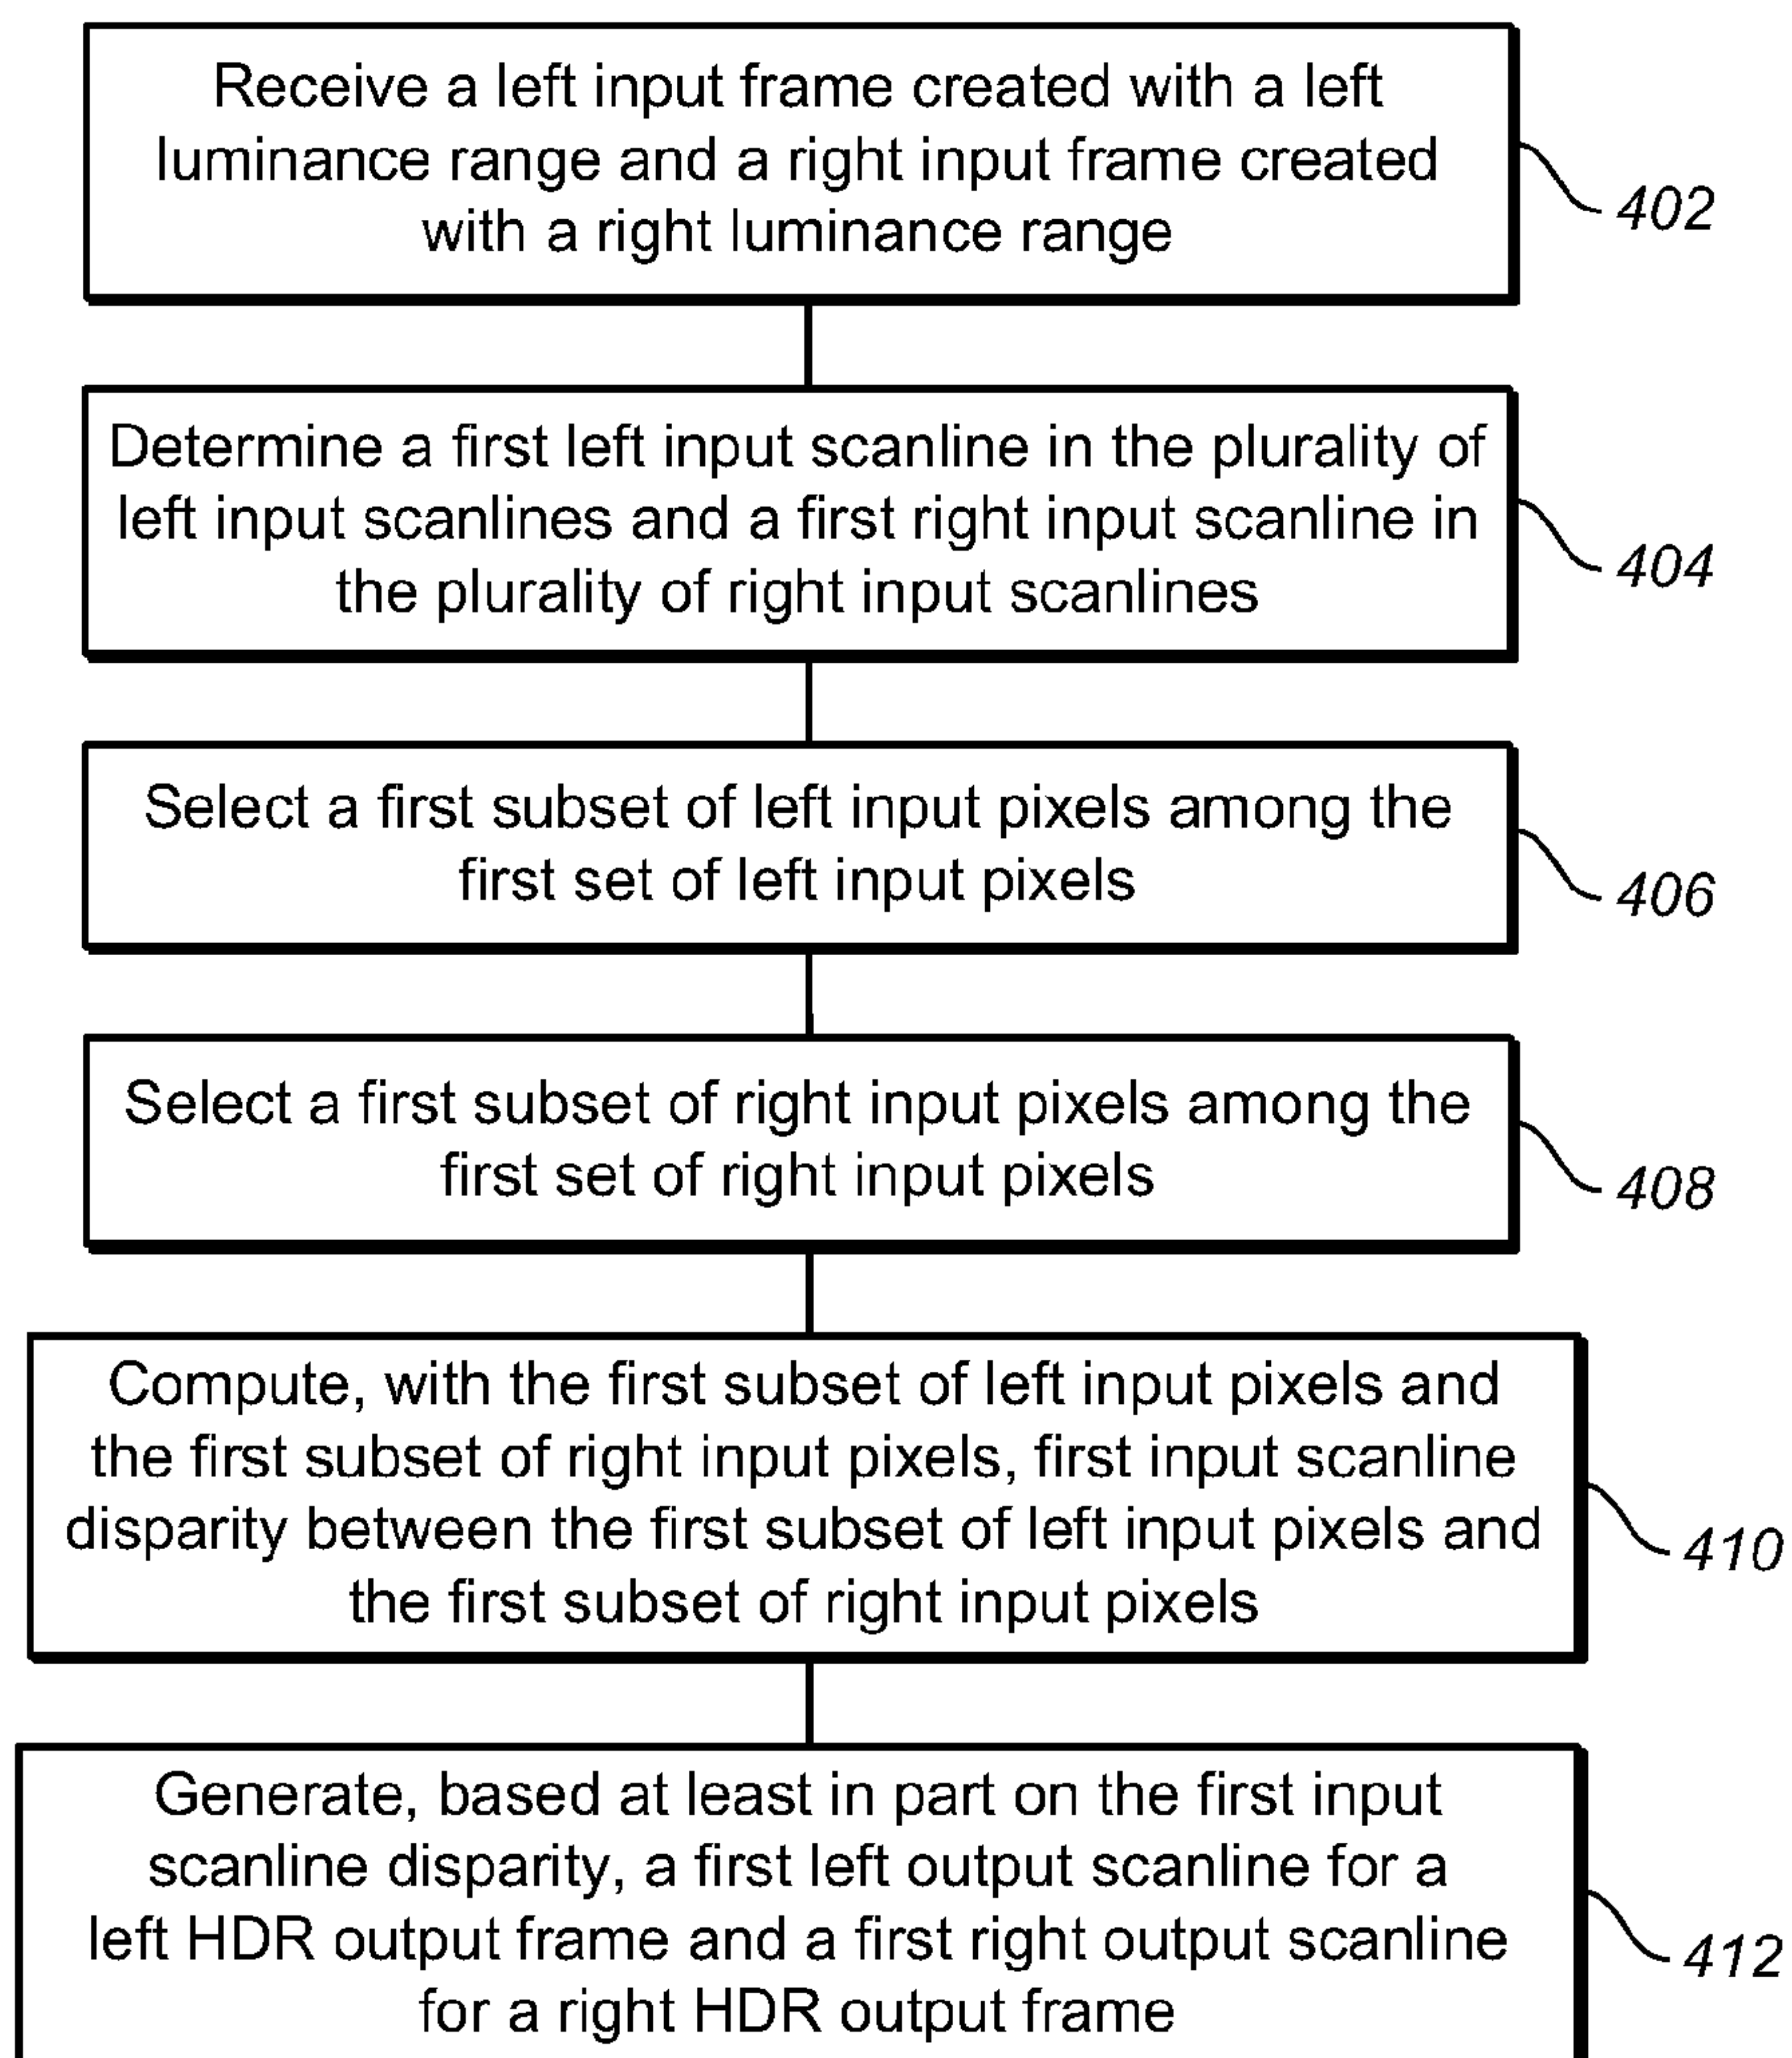 Receive a left input frame created with a left
luminance range and a right input frame created
with a right luminance range
402
Determine a first left input scanline in the plurality of
left input scanlines and a first right input scanline in
the plurality of right input scanlines
404
Select a first subset of left input pixels among the
first set of left input pixels
406
Select a first subset of right input pixels among the
first set of right input pixels
408
Compute, with the first subset of left input pixels and
the first subset of right input pixels, first input scanline
disparity between the first subset of left input pixels and
the first subset of right input pixels
410
Generate, based at least in part on the first input
scanline disparity, a first left output scanline for a
left HDR output frame and a first right output scanline
for a right HDR output frame
412